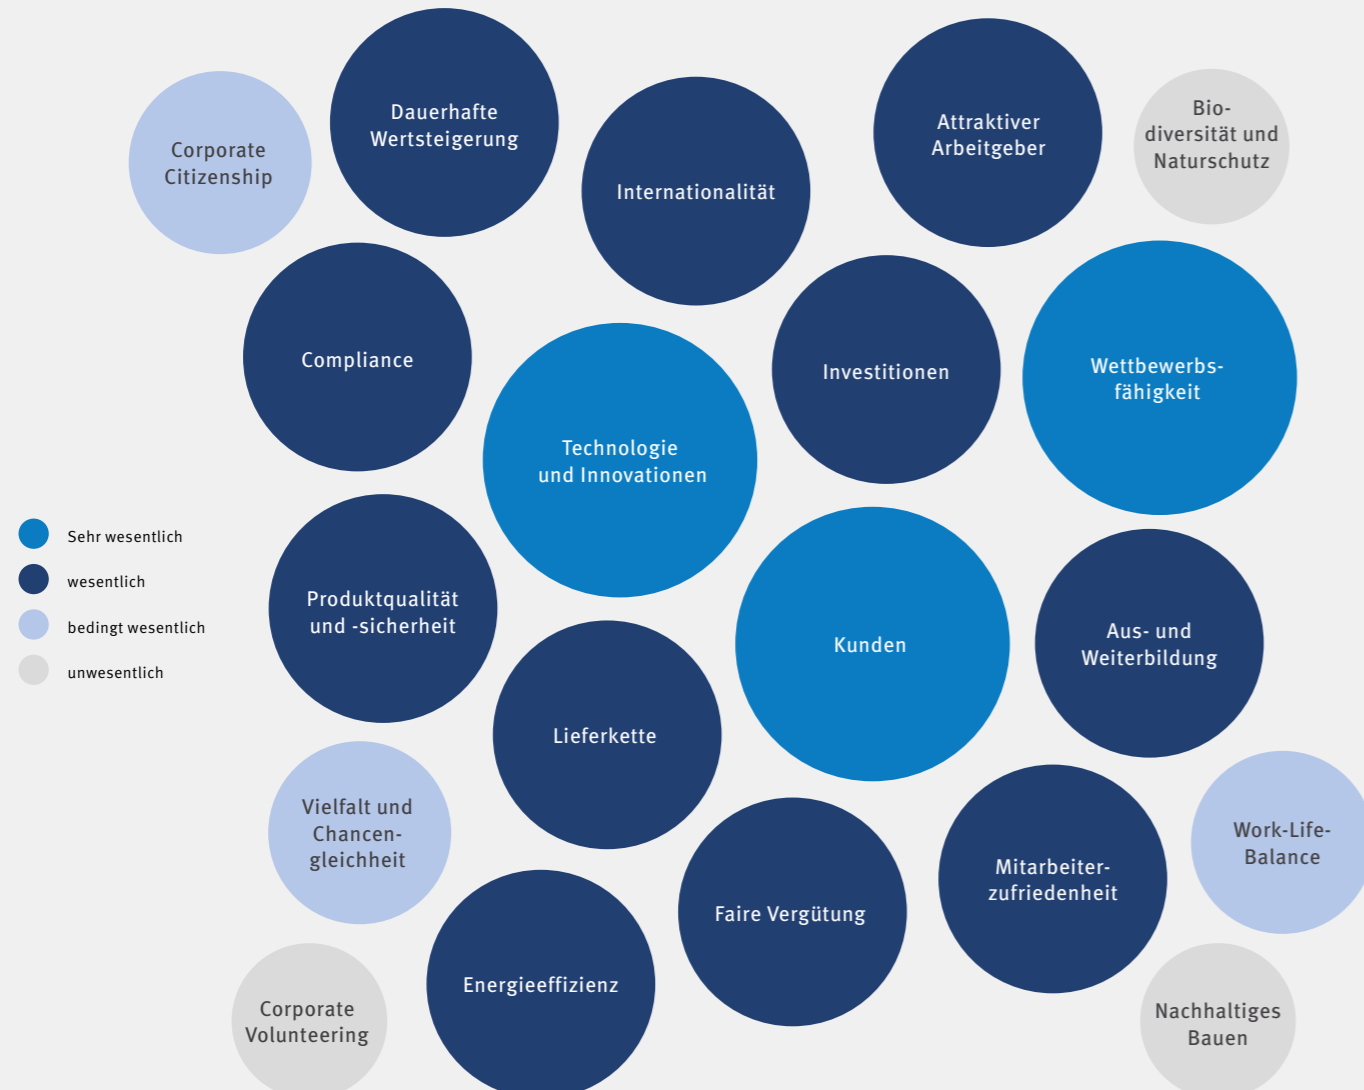 Dauerhafte
Wertsteigerung
Attraktiver
Arbeitgeber
Bio-
diversität und
Naturschutz
Corporate
Citizenship
Internationalität
Compliance
Investitionen
Wettbewerbs-
fähigkeit
Technologie
und Innovationen
Sehr wesentlich
wesentlich
bedingt wesentlich
unwesentlich
Produktqualität
und -sicherheit
Kunden
Aus- und
Weiterbildung
Lieferkette
Vielfalt und
Chancen-
gleichheit
Work-Life-
Balance
Mitarbeiter-
zufriedenheit
Faire Vergütung
Energieeffizienz
Corporate
Volunteering
Nachhaltiges
Bauen